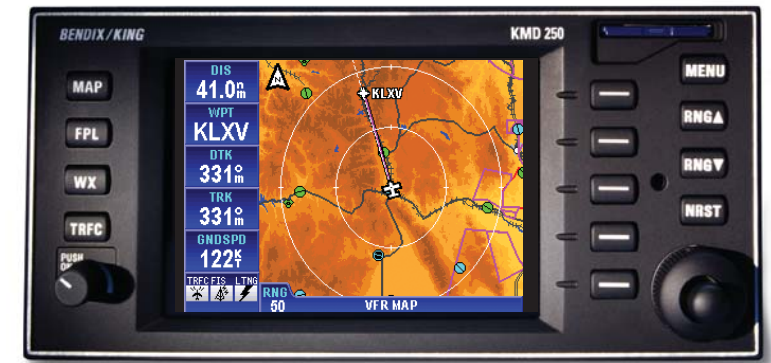 BENDIX/KING
KMD 250
MAP
FPL
WX
TRFC
PUSH
DIS
41.0nm
WPT
KLXV
DTK
331°m
TRK
331°m
GNDSPD
122KT
TRFC FIS LTNG
N
KLXV
RNG
50
VFR MAP
MENU
RNG▲
RNG▼
NRST